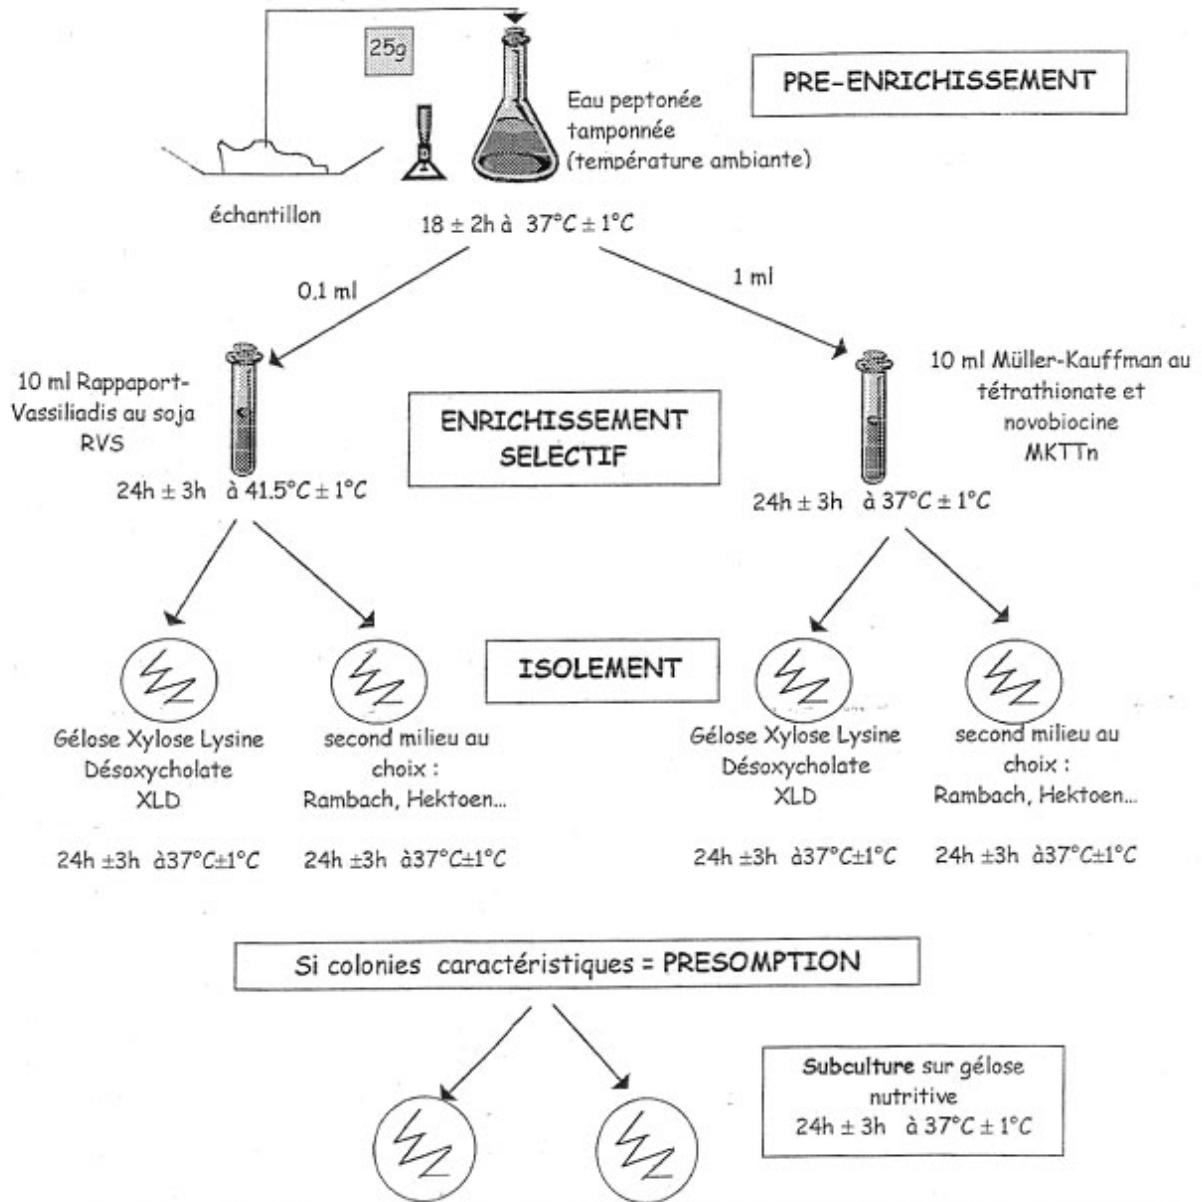 25g
PRE-ENRICHISSEMENT
Eau peptonée
tamponnée
(température ambiante)
échantillon
18 ± 2h à 37°C ± 1°C
0,1 ml
1 ml
10 ml Rappaport-
Vassiliadis au soja
RVS
24h ± 3h à 41.5°C ± 1°C
ENRICHISSEMENT
SELECTIF
10 ml Müller-Kauffman au
tétrathionate et
novobiocine
MKTTn
24h ± 3h à 37°C ± 1°C
ISOLEMENT
Gélose Xylose Lysine
Désoxycholate
XLD
24h ±3h à37°C±1°C
second milieu au
choix :
Rambach, Hektoen...
24h ±3h à37°C±1°C
Gélose Xylose Lysine
Désoxycholate
XLD
24h ±3h à37°C±1°C
second milieu au
choix :
Rambach, Hektoen...
24h ±3h à37°C±1°C
Si colonies caractéristiques = PRESOMPTION
Subculture sur gélose
nutritive
24h ± 3h à 37°C ± 1°C